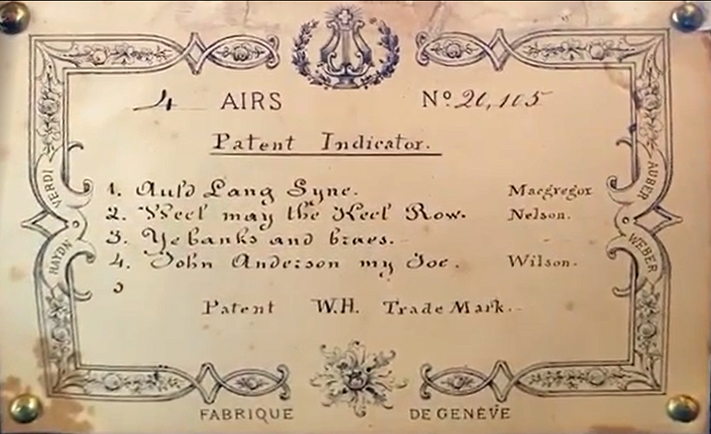 4 AIRS Nº 20,105
Patent Indicator.
1. Auld Lang Syne. Macgregor
2. Weel may the Keel Row. Nelson.
3. Ye banks and braes.
4. John Anderson my Joe. Wilson.
Patent W.H. Trade Mark.
VERDI
HAYDN
AUBER
WEBER
FABRIQUE DE GENÈVE